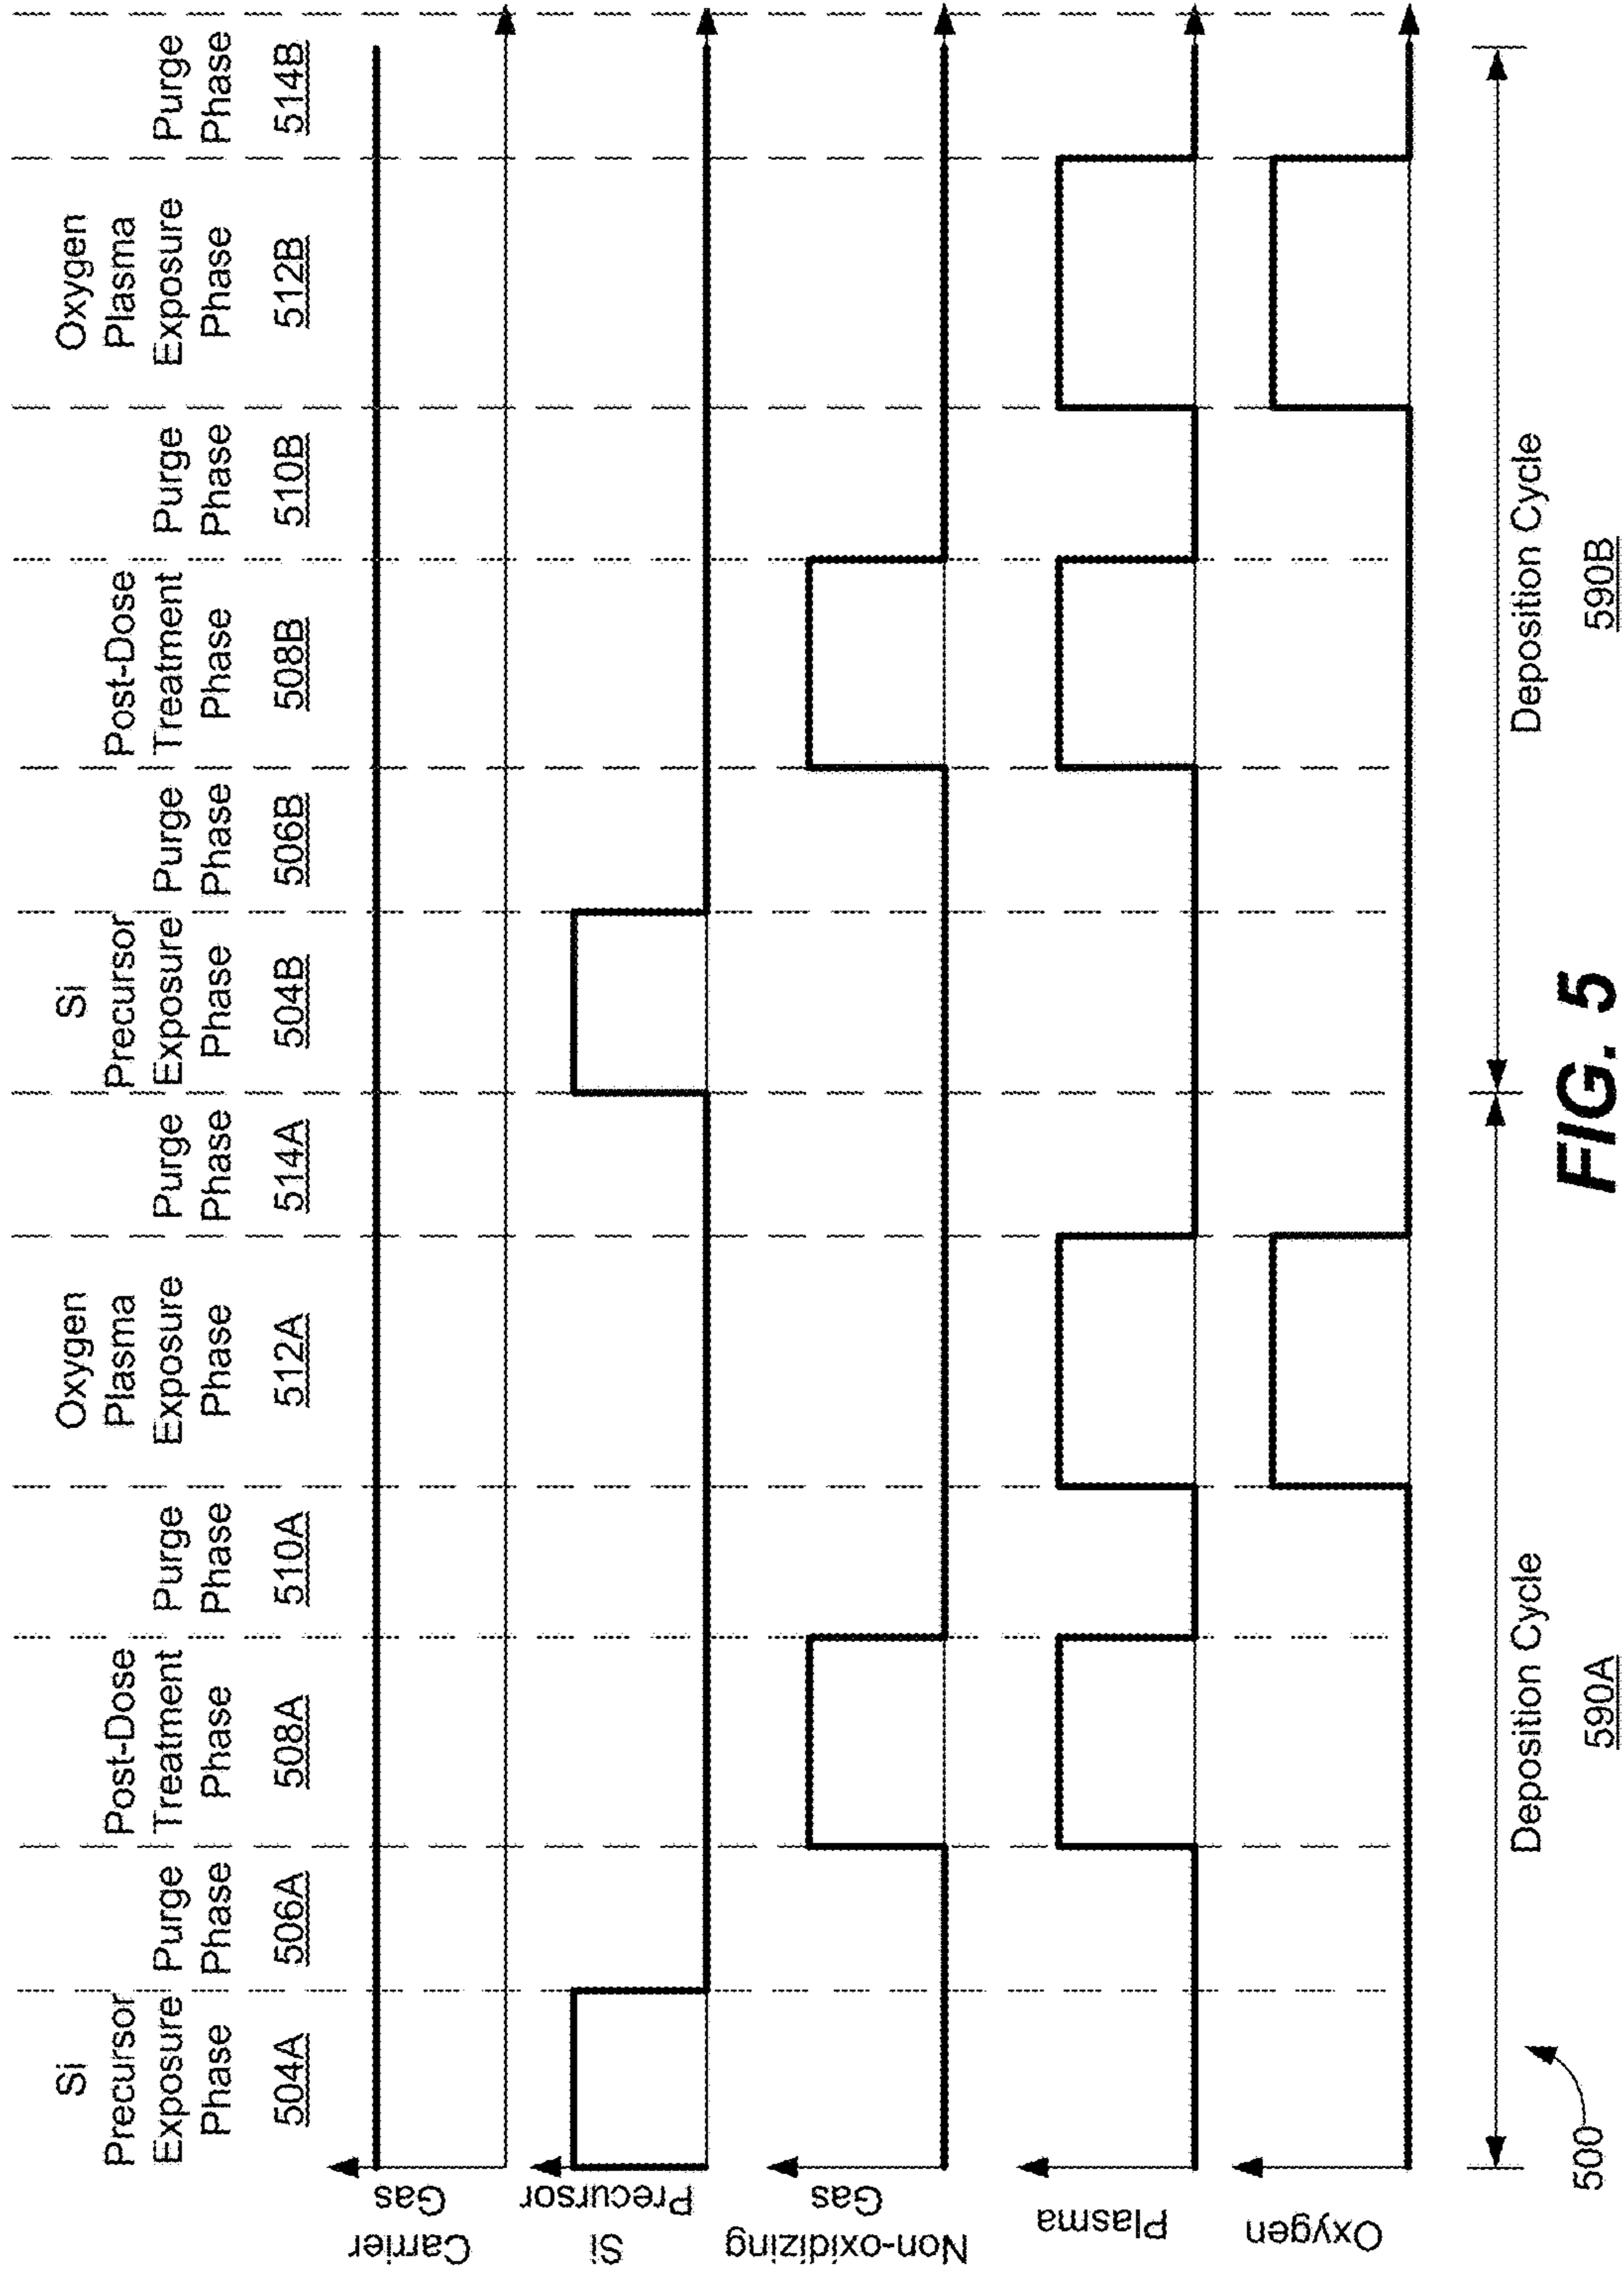 Si
Precursor
Exposure
Phase
504A
Purge
Phase
506A
Post-Dose
Treatment
Phase
508A
Purge
Phase
510A
Oxygen
Plasma
Exposure
Phase
512A
Purge
Phase
514A
Si
Precursor
Exposure
Phase
504B
Purge
Phase
506B
Post-Dose
Treatment
Phase
508B
Purge
Phase
510B
Oxygen
Plasma
Exposure
Phase
512B
Purge
Phase
514B
Carrier
Gas
Si
Precursor
Non-oxidizing
Gas
Plasma
Oxygen
Deposition Cycle
590A
Deposition Cycle
590B
500
FIG. 5